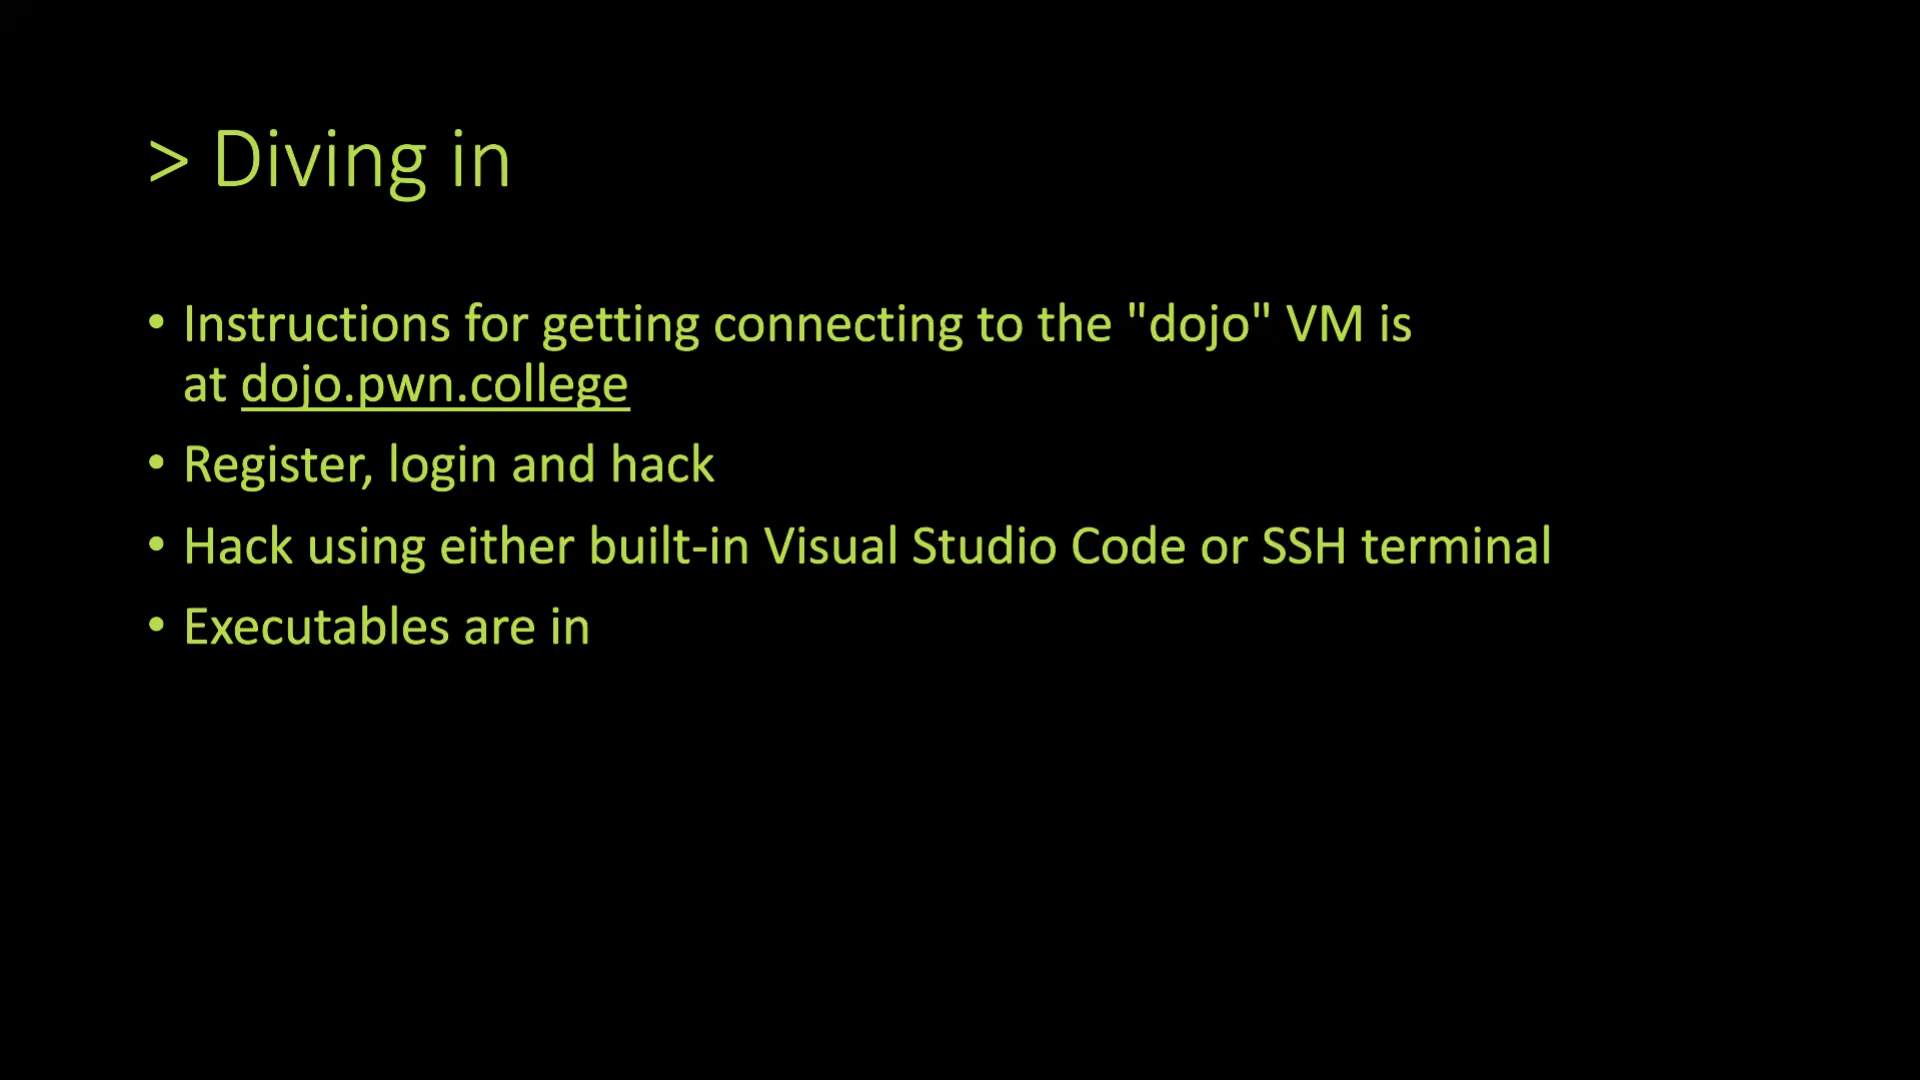 > Diving in
• Instructions for getting connecting to the "dojo" VM is
at dojo.pwn.college
• Register, login and hack
• Hack using either built-in Visual Studio Code or SSH terminal
• Executables are in